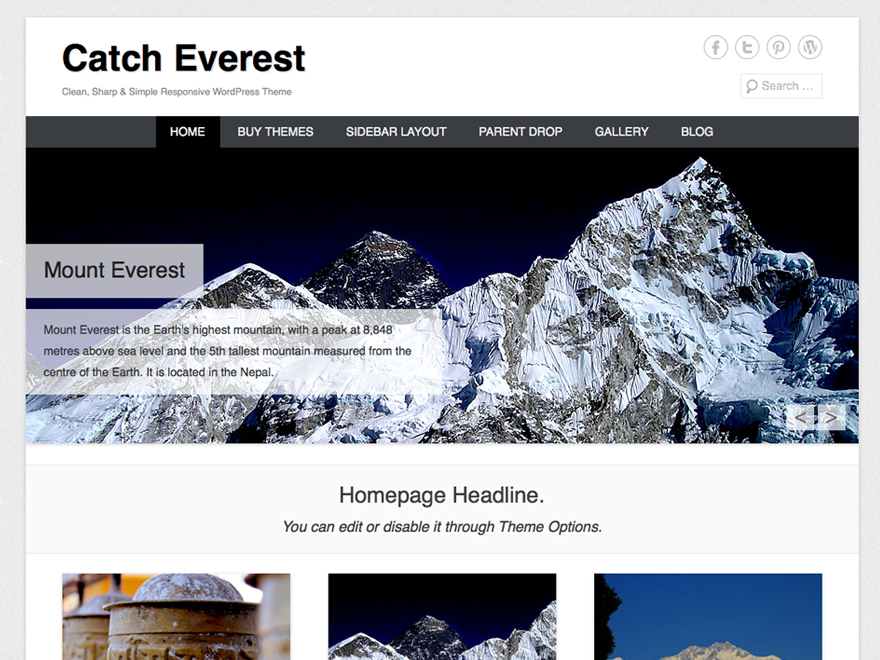 Catch Everest
Clean, Sharp & Simple Responsive WordPress Theme
Search ...
HOME BUY THEMES SIDEBAR LAYOUT PARENT DROP GALLERY BLOG
Mount Everest
Mount Everest is the Earth's highest mountain, with a peak at 8,848
metres above sea level and the 5th tallest mountain measured from the
centre of the Earth. It is located in the Nepal.
< >
Homepage Headline.
You can edit or disable it through Theme Options.